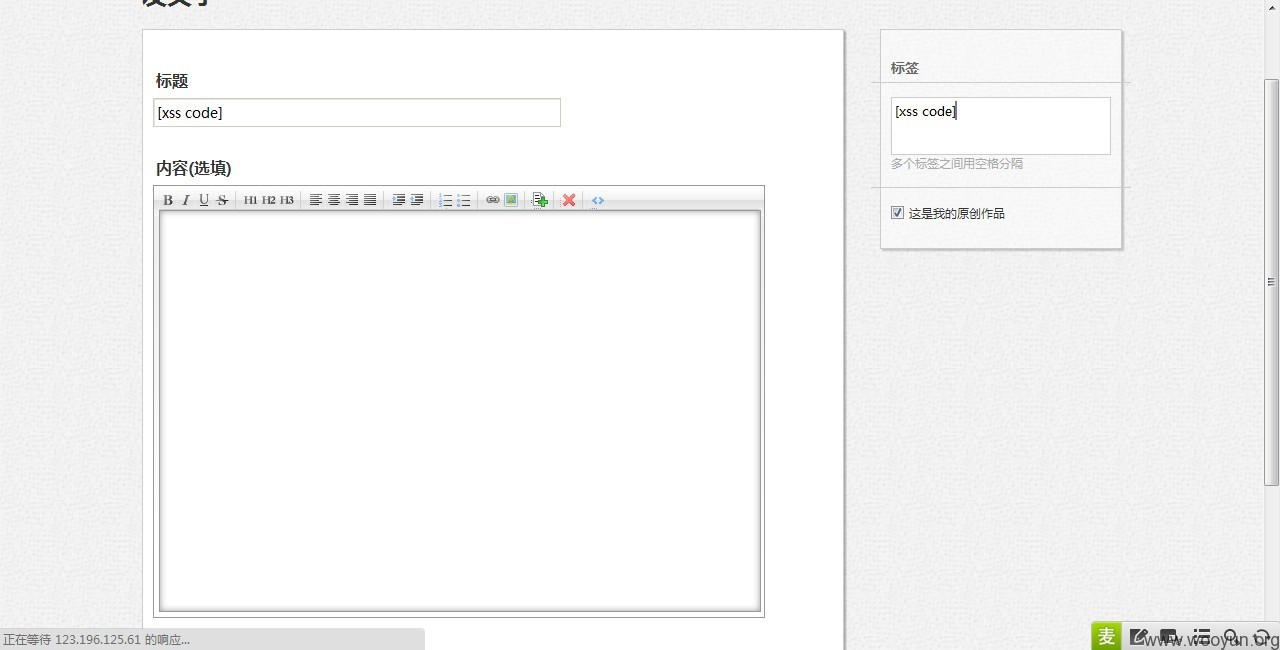 标题
[xss code]
内容(选填)
B I U S H1 H2 H3
标签
[xss code]
多个标签之间用空格分隔
这是我的原创作品
正在等待 123.196.125.61 的响应...
麦
www.wooyun.org